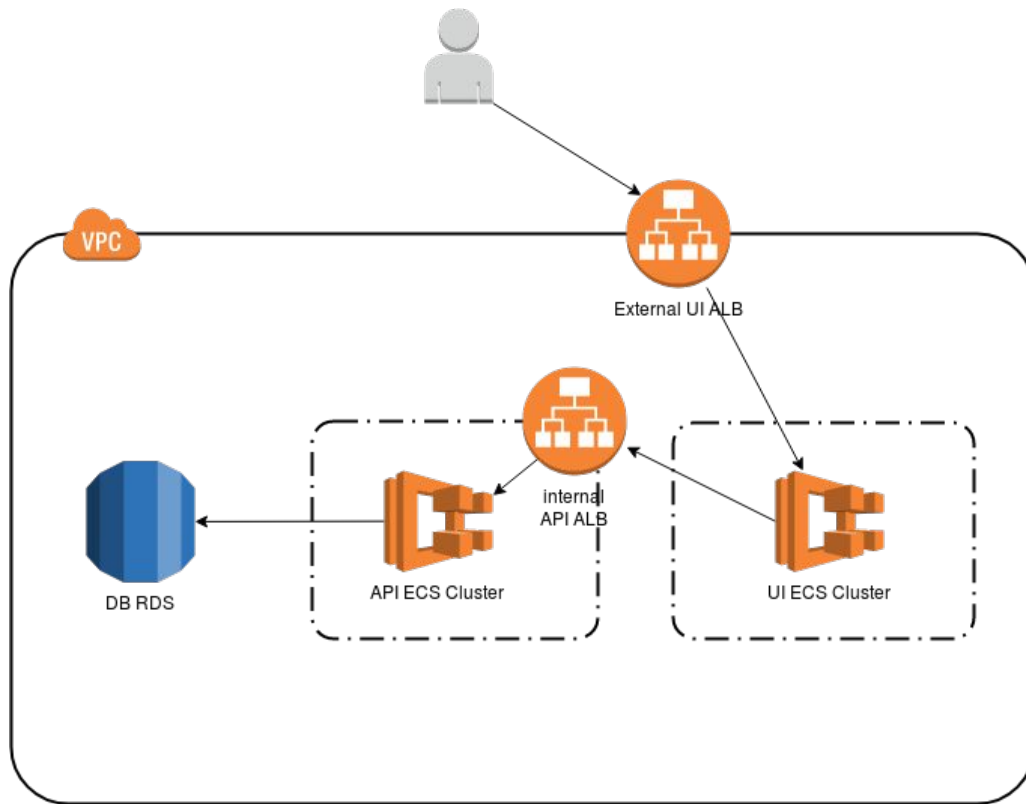 VPC
External UI ALB
internal
API ALB
API ECS Cluster
UI ECS Cluster
DB RDS